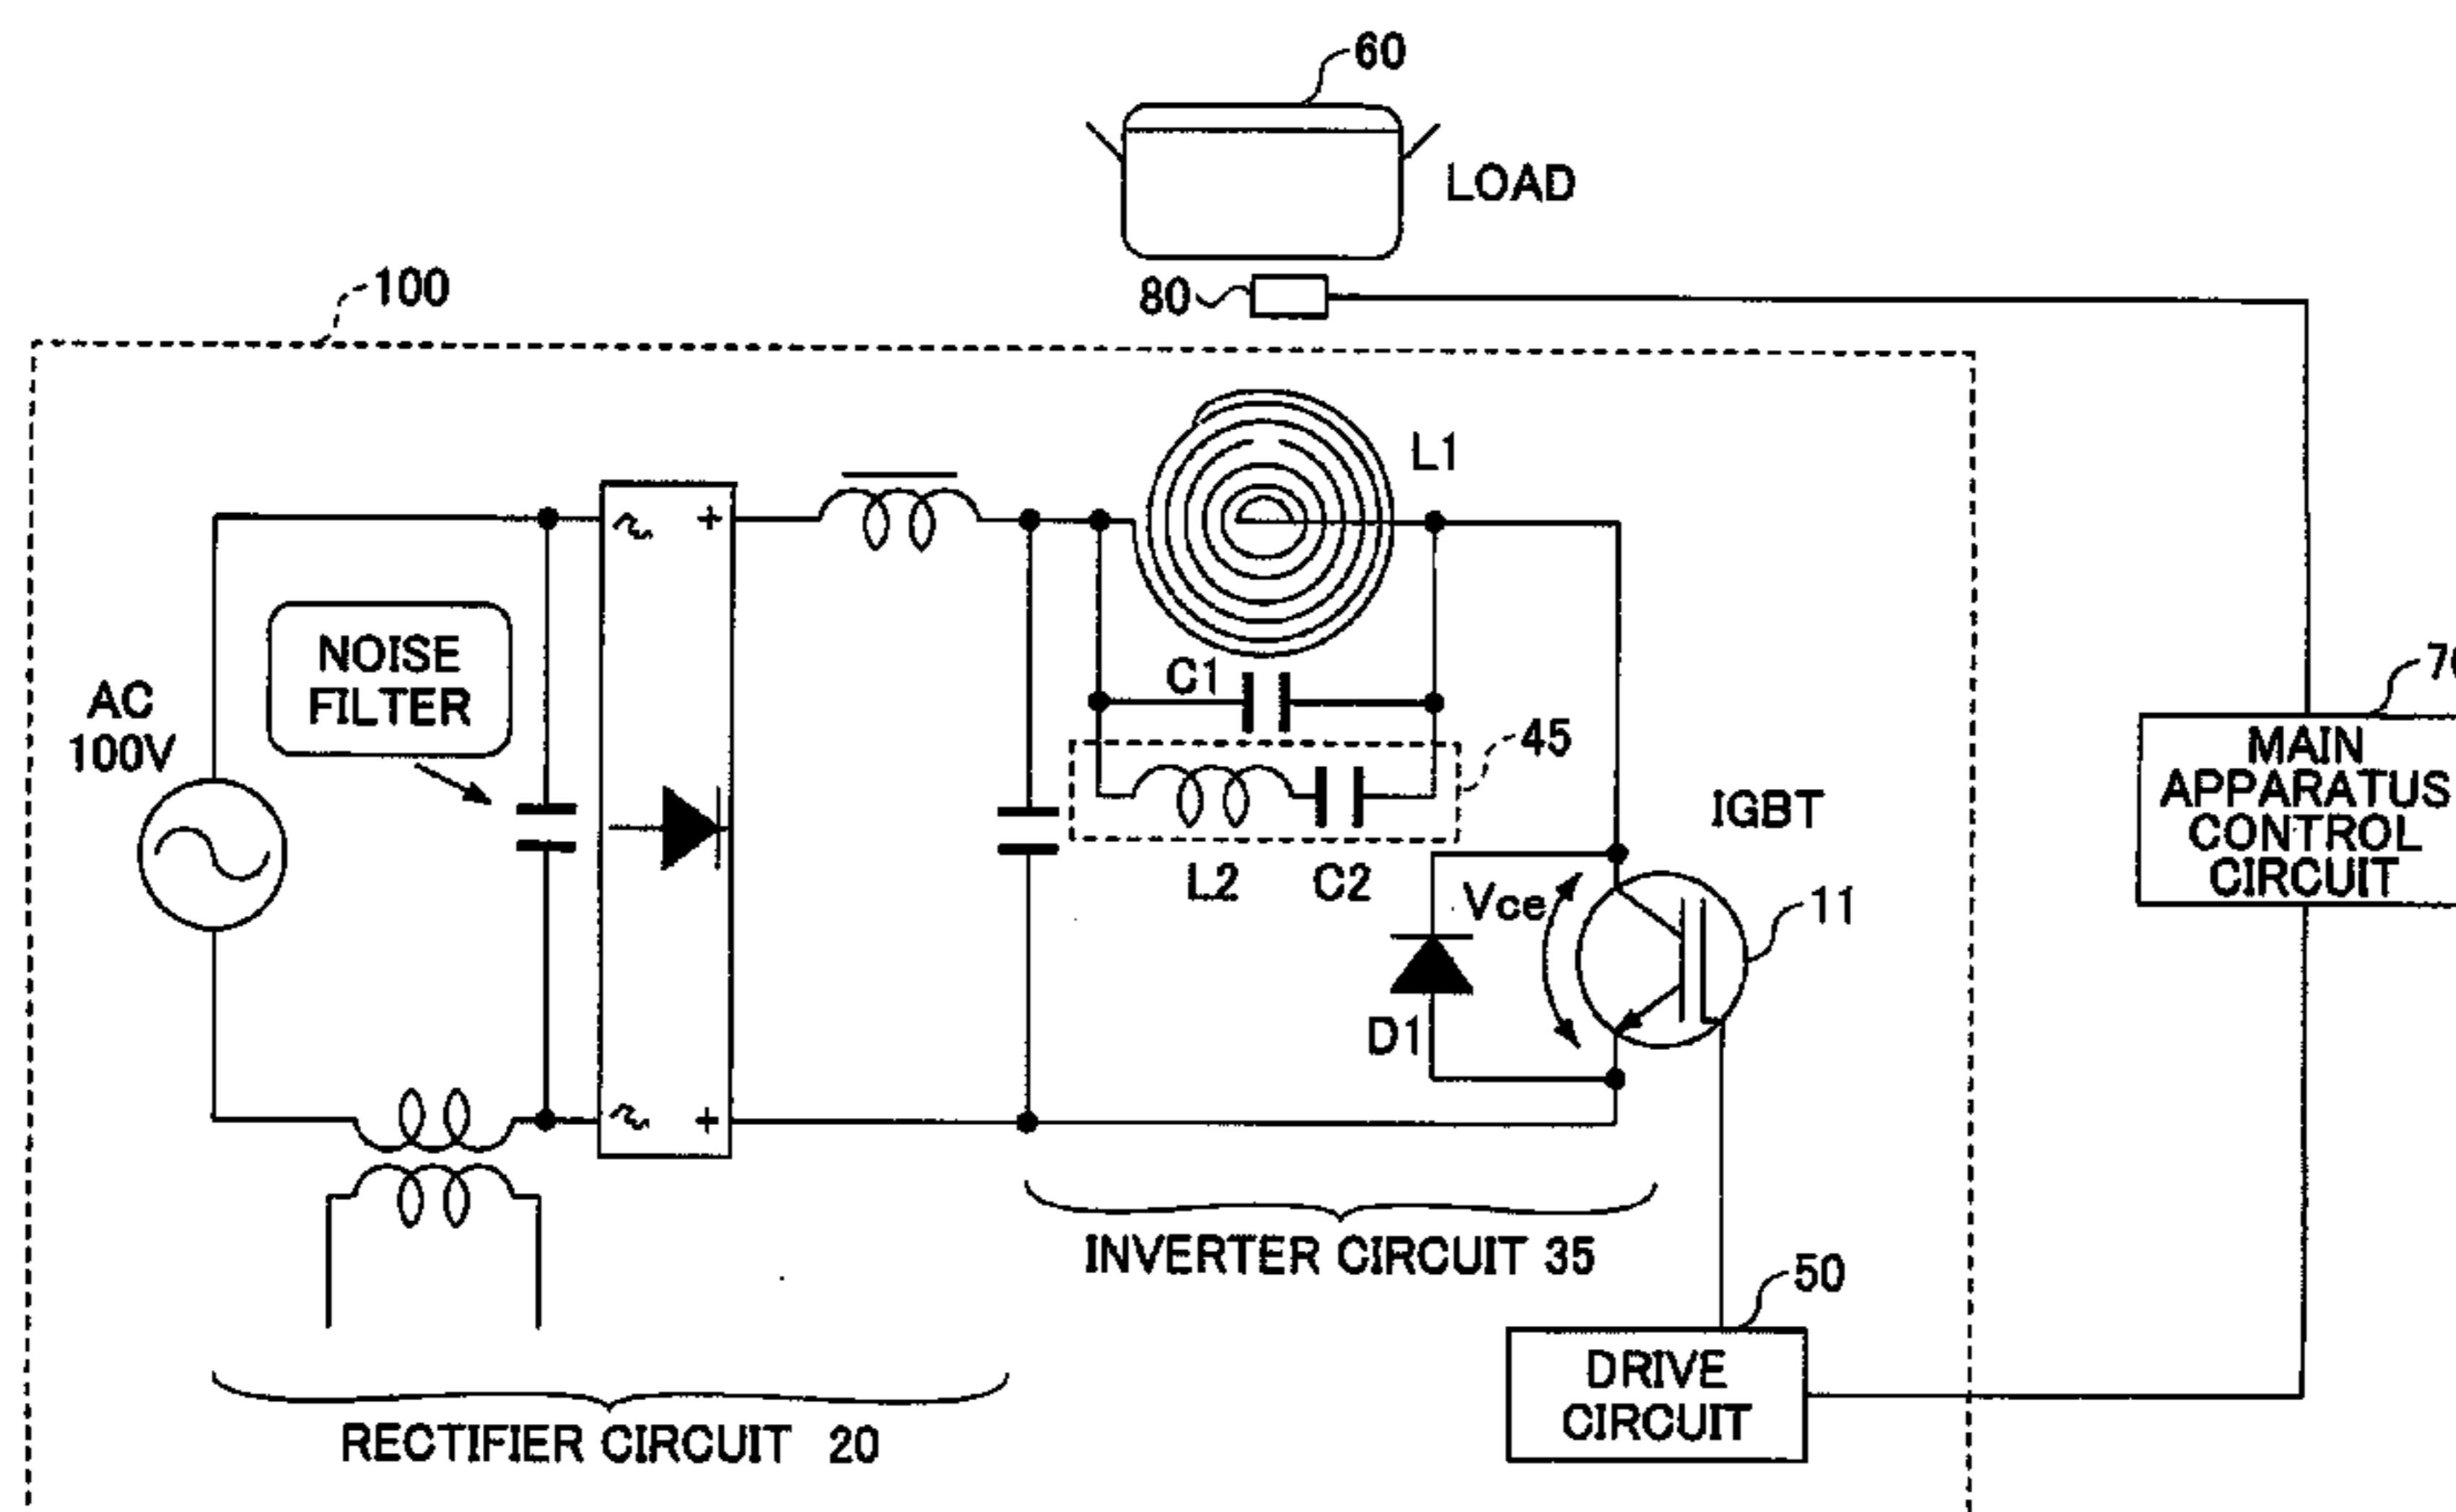 60
LOAD
100
80
L1
NOISE
FILTER
AC
100V
+
C1
45
70
MAIN
APPARATUS
CONTROL
CIRCUIT
IGBT
L2
C2
Vce
11
D1
+
INVERTER CIRCUIT 35
50
DRIVE
CIRCUIT
RECTIFIER CIRCUIT 20